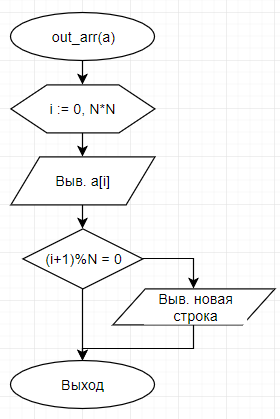 out_arr(a)
i := 0, N*N
Выв. a[i]
(i+1)%N = 0
Выв. новая
строка
Выход